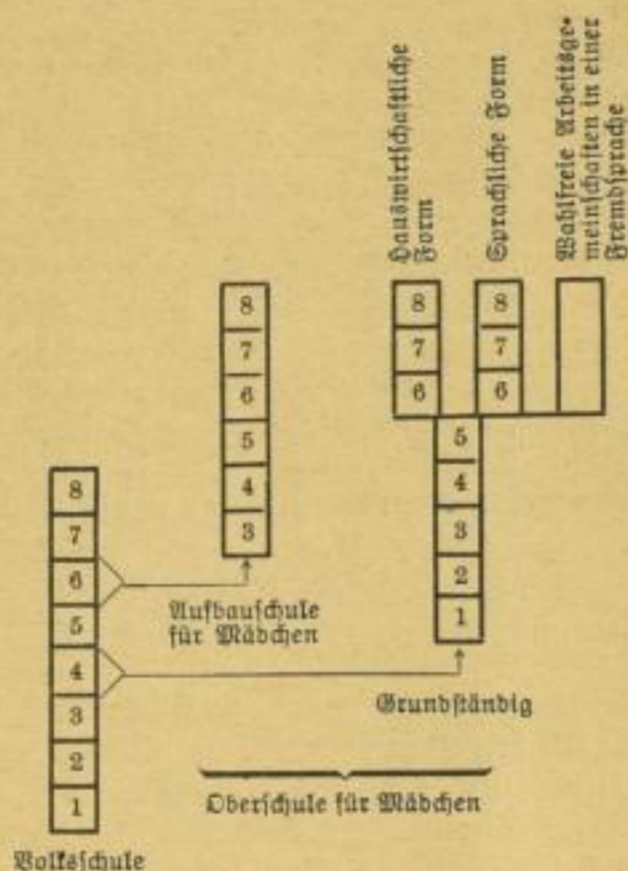 Hauswirtschaftliche
Form
Sprachliche Form
Wahlfreie Arbeitsge-
meinschaften in einer
Fremdsprache
8
7
6
5
4
3
8
7
6
8
7
6
5
4
3
2
1
8
7
6
5
4
3
2
1
Aufbauschule
für Mädchen
Grundständig
Oberschule für Mädchen
Volksschule